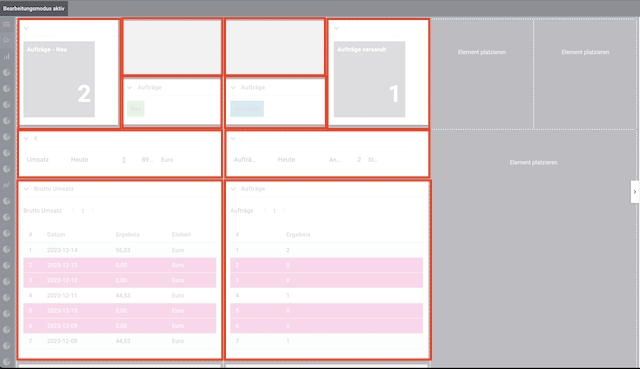 Bearbeitungsmodus aktiv
Aufträge - Neu
2
Aufträge
Aufträge
Aufträge versandt
1
Element platzieren
Element platzieren
4
Umsatz Heute 89... Euro
Auftrā... Heute An... 2 St...
Element platzieren
Brutto Umsatz
Brutto Umsatz 1
# Datum Ergebnis Einheit
1 2023-12-14 56,03 Euro
2 2023-12-13 0,00 Euro
3 2023-12-12 0,00 Euro
4 2023-12-11 44,53 Euro
5 2023-12-10 0,00 Euro
6 2023-12-09 0,00 Euro
7 2023-12-08 44,53 Euro
Aufträge
Aufträge 1
# Ergebnis
1 2
2 0
3 0
4 1
5 0
6 0
7 1